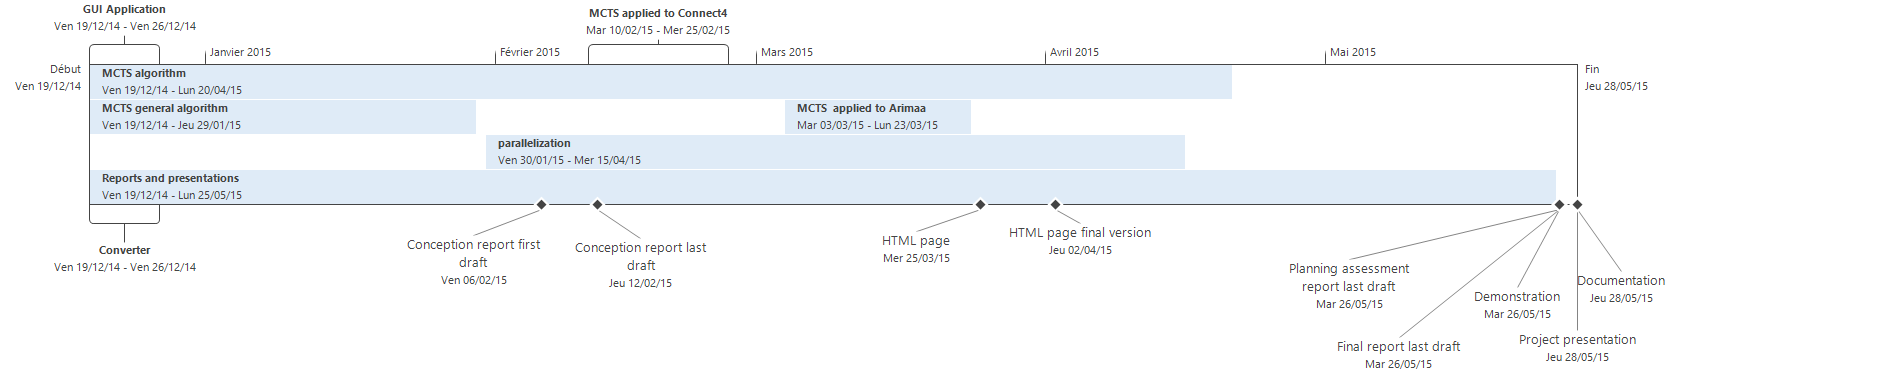 GUI Application
Ven 19/12/14 - Ven 26/12/14
MCTS applied to Connect4
Mar 10/02/15 - Mer 25/02/15
Janvier 2015
Février 2015
Mars 2015
Avril 2015
Mai 2015
Début
Ven 19/12/14
Fin
Jeu 28/05/15
MCTS algorithm
Ven 19/12/14 - Lun 20/04/15
MCTS general algorithm
Ven 19/12/14 - Jeu 29/01/15
MCTS applied to Arimaa
Mar 03/03/15 - Lun 23/03/15
parallelization
Ven 30/01/15 - Mer 15/04/15
Reports and presentations
Ven 19/12/14 - Lun 25/05/15
Converter
Ven 19/12/14 - Ven 26/12/14
Conception report first
draft
Ven 06/02/15
Conception report last
draft
Jeu 12/02/15
HTML page
Mer 25/03/15
HTML page final version
Jeu 02/04/15
Planning assessment
report last draft
Mar 26/05/15
Final report last draft
Mar 26/05/15
Demonstration
Mar 26/05/15
Project presentation
Jeu 28/05/15
Documentation
Jeu 28/05/15